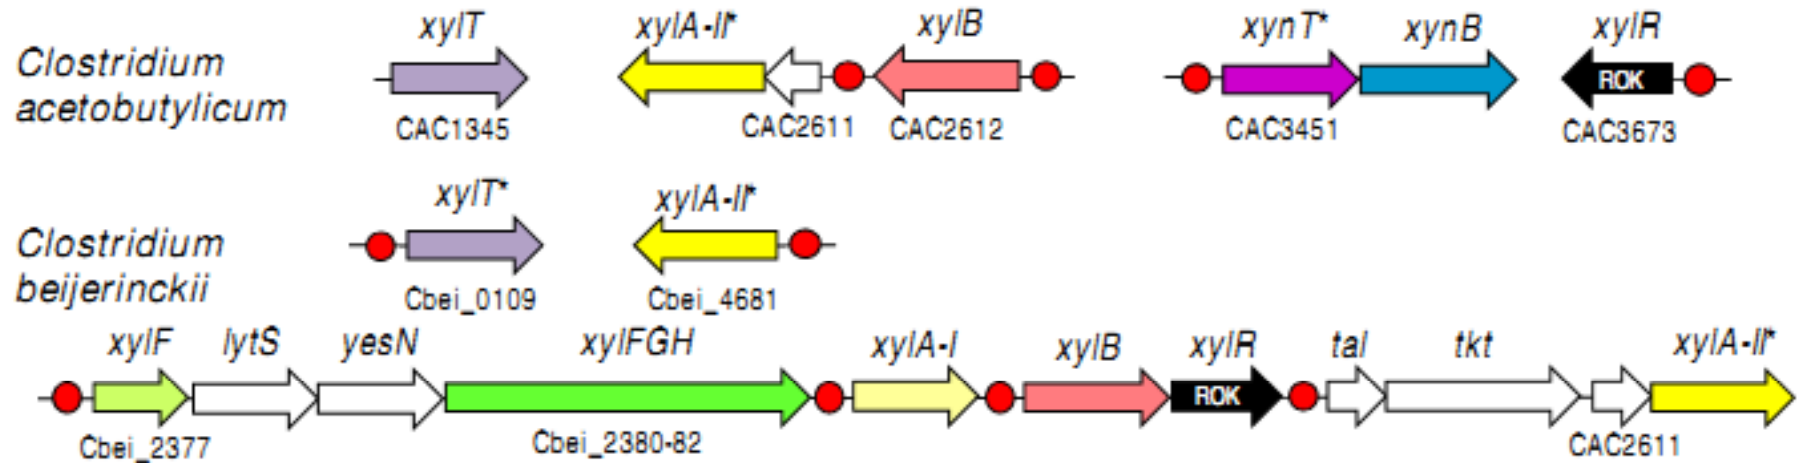 xylT xylA-II* xylB xynT* xynB xylR
Clostridium
acetobutylicum
ROK
CAC1345 CAC2611 CAC2612 CAC3451 CAC3673
xylT* xylA-II*
Clostridium
beijerinckii
Cbei_0109 Cbei_4681
xylF lytS yesN xylFGH xylA-I xylB xylR tal tkt xylA-II*
ROK
Cbei_2377 Cbei_2380-82 CAC2611